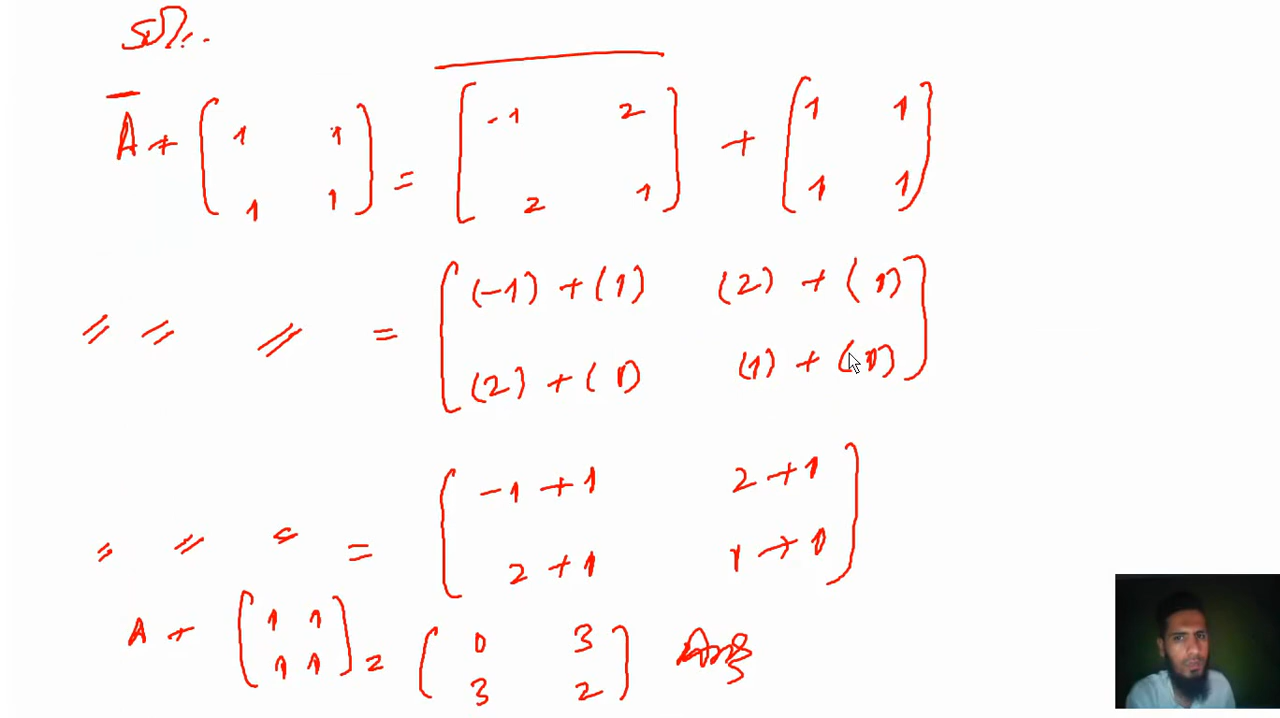 Sol:.
A̅ + [ 1 1 ; 1 1 ] = [ -1 2 ; 2 1 ] + [ 1 1 ; 1 1 ]
〃 〃 〃 = [ (-1) + (1) (2) + (1) ; (2) + (1) (1) + (1) ]
〃 〃 〃 = [ -1 + 1 2 + 1 ; 2 + 1 1 + 1 ]
A + [ 1 1 ; 1 1 ] = [ 0 3 ; 3 2 ] Ans